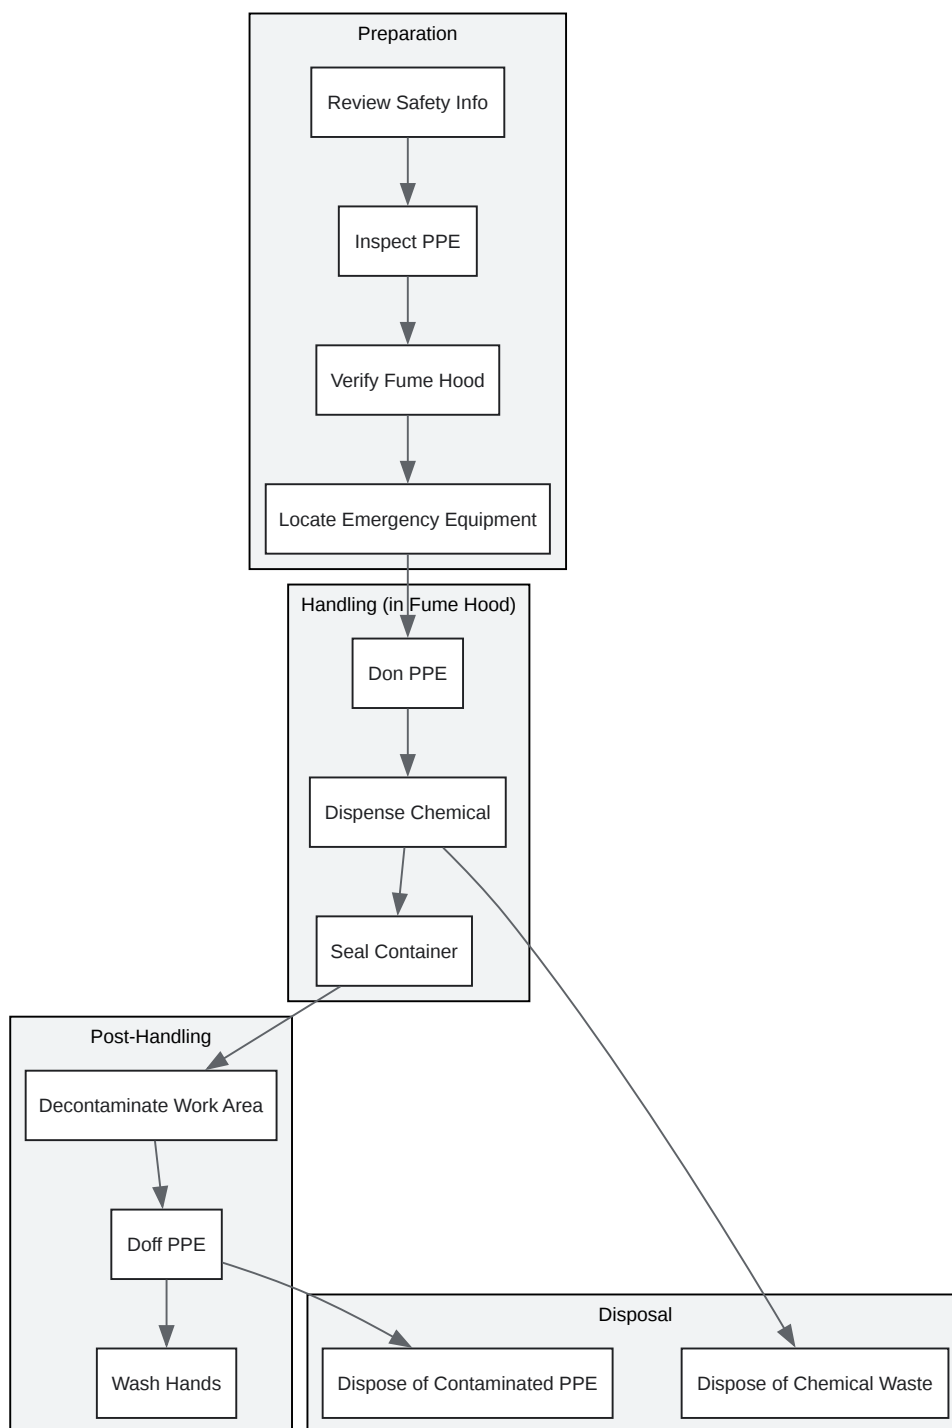 Preparation
Review Safety Info
Inspect PPE
Verify Fume Hood
Locate Emergency Equipment
Handling (in Fume Hood)
Don PPE
Dispense Chemical
Seal Container
Post-Handling
Decontaminate Work Area
Doff PPE
Wash Hands
Disposal
Dispose of Contaminated PPE
Dispose of Chemical Waste